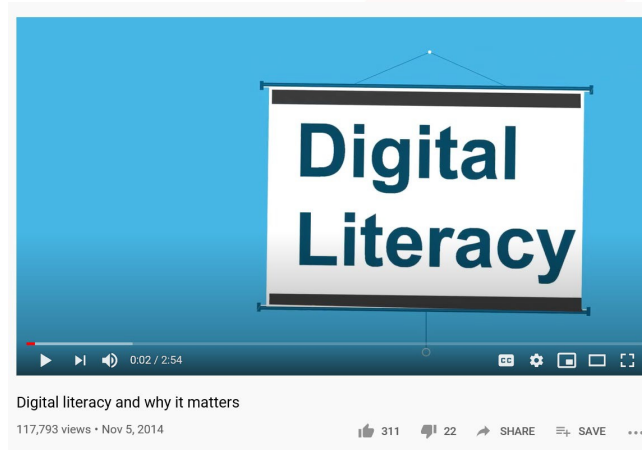 Digital
Literacy
0:02 / 2:54
CC
Digital literacy and why it matters
117,793 views • Nov 5, 2014
311 22 SHARE SAVE